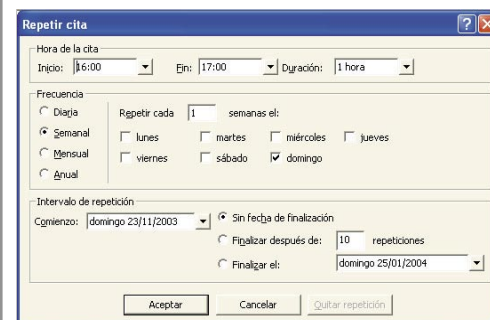 Repetir cita
Hora de la cita
Inicio: 16:00 Fin: 17:00 Duración: 1 hora
Frecuencia
Diaria Repetir cada 1 semanas el:
Semanal lunes martes miércoles jueves
Mensual viernes sábado domingo
Anual
Intervalo de repetición
Comienzo: domingo 23/11/2003 Sin fecha de finalización
Finalizar después de: 10 repeticiones
Finalizar el: domingo 25/01/2004
Aceptar Cancelar Quitar repetición